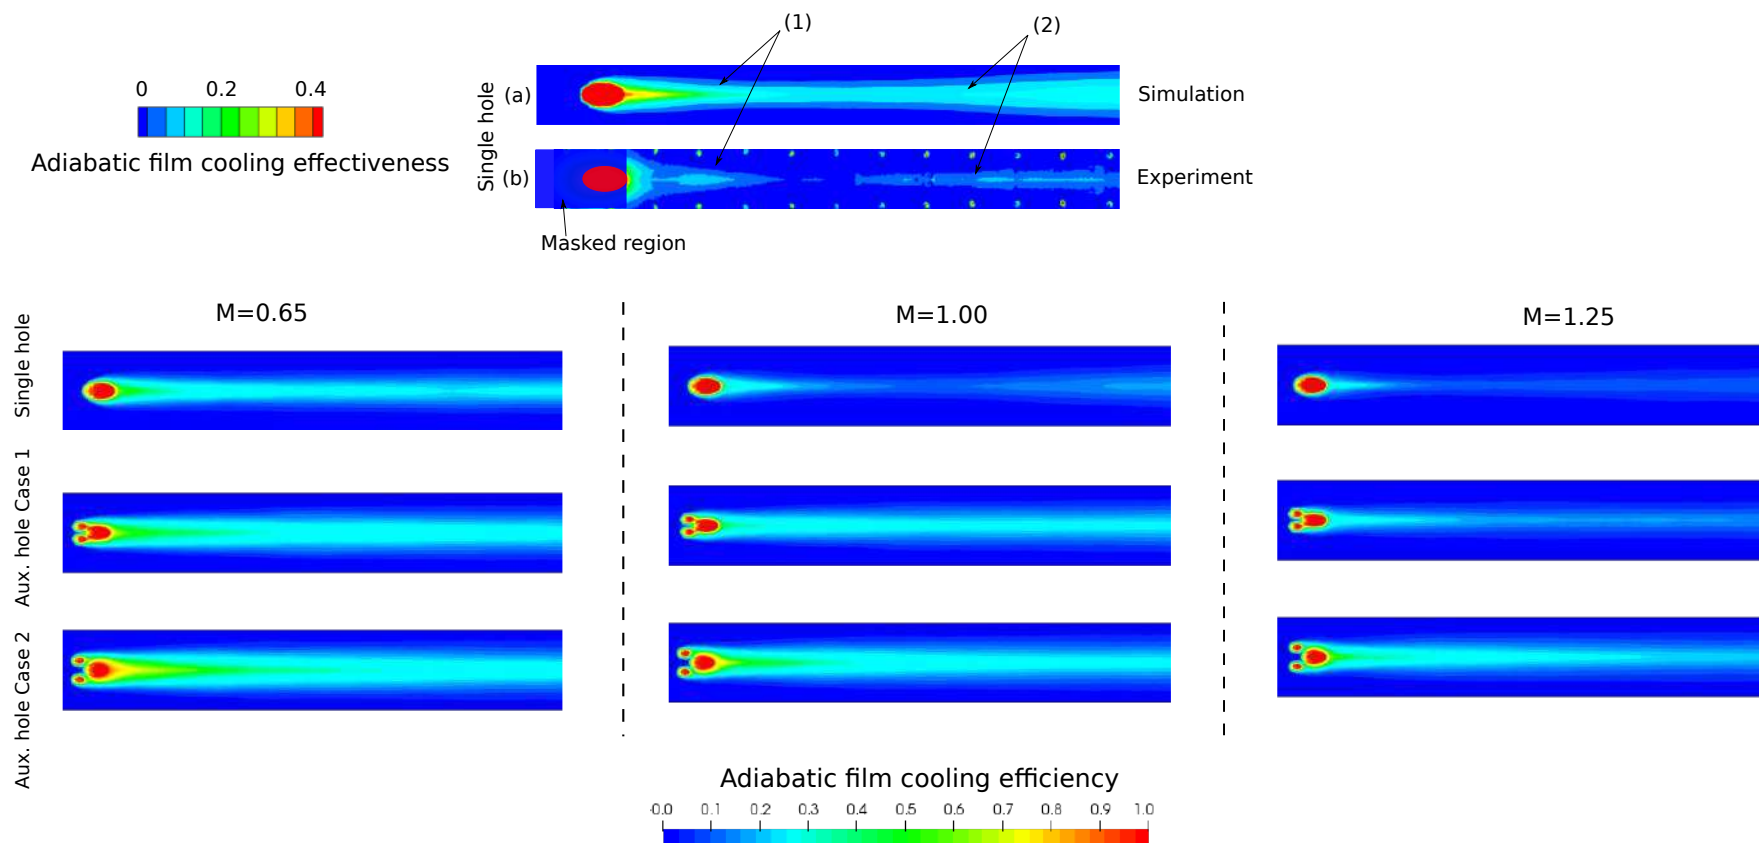 (1)
(2)
0 0.2 0.4
Adiabatic film cooling effectiveness
Single hole
(a)
Simulation
(b)
Experiment
Masked region
M=0.65
M=1.00
M=1.25
Single hole
Aux. hole Case 1
Aux. hole Case 2
Adiabatic film cooling efficiency
-0.0 0.1 0.2 0.3 0.4 0.5 0.6 0.7 0.8 0.9 1.0